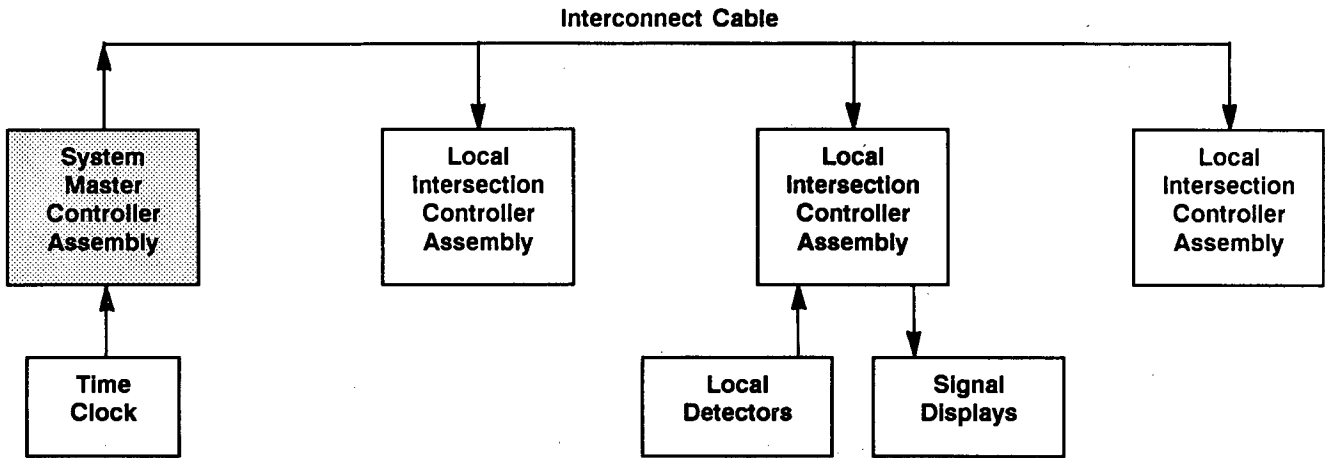 Interconnect Cable
System
Master
Controller
Assembly
Local
Intersection
Controller
Assembly
Local
Intersection
Controller
Assembly
Local
Intersection
Controller
Assembly
Time
Clock
Local
Detectors
Signal
Displays